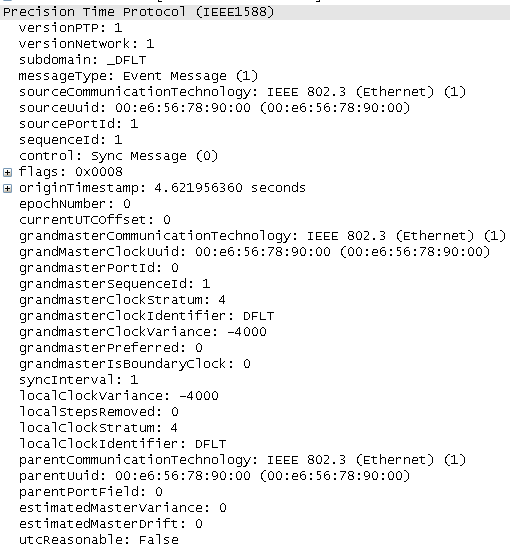 Precision Time Protocol (IEEE1588)
versionPTP: 1
versionNetwork: 1
subdomain: _DFLT
messageType: Event Message (1)
sourceCommunicationTechnology: IEEE 802.3 (Ethernet) (1)
sourceUuid: 00:e6:56:78:90:00 (00:e6:56:78:90:00)
sourcePortId: 1
sequenceId: 1
control: Sync Message (0)
flags: 0x0008
originTimestamp: 4.621956360 seconds
epochNumber: 0
currentUTCOffset: 0
grandmasterCommunicationTechnology: IEEE 802.3 (Ethernet) (1)
grandMasterClockUuid: 00:e6:56:78:90:00 (00:e6:56:78:90:00)
grandmasterPortId: 0
grandmasterSequenceId: 1
grandmasterClockStratum: 4
grandmasterClockIdentifier: DFLT
grandmasterClockVariance: -4000
grandmasterPreferred: 0
grandmasterIsBoundaryClock: 0
syncInterval: 1
localClockVariance: -4000
localStepsRemoved: 0
localClockStratum: 4
localClockIdentifier: DFLT
parentCommunicationTechnology: IEEE 802.3 (Ethernet) (1)
parentUuid: 00:e6:56:78:90:00 (00:e6:56:78:90:00)
parentPortField: 0
estimatedMasterVariance: 0
estimatedMasterDrift: 0
utcReasonable: False